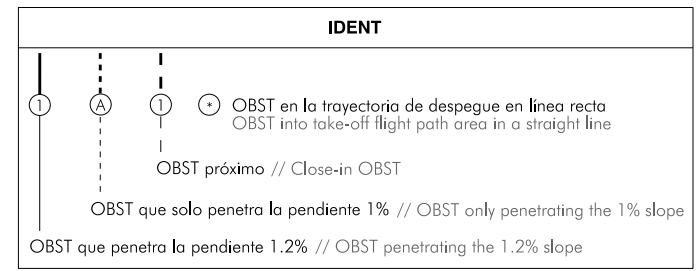 IDENT
1 A 1 * OBST en la trayectoria de despegue en línea recta
OBST into take-off flight path area in a straight line
OBST próximo // Close-in OBST
OBST que solo penetra la pendiente 1% // OBST only penetrating the 1% slope
OBST que penetra la pendiente 1.2% // OBST penetrating the 1.2% slope